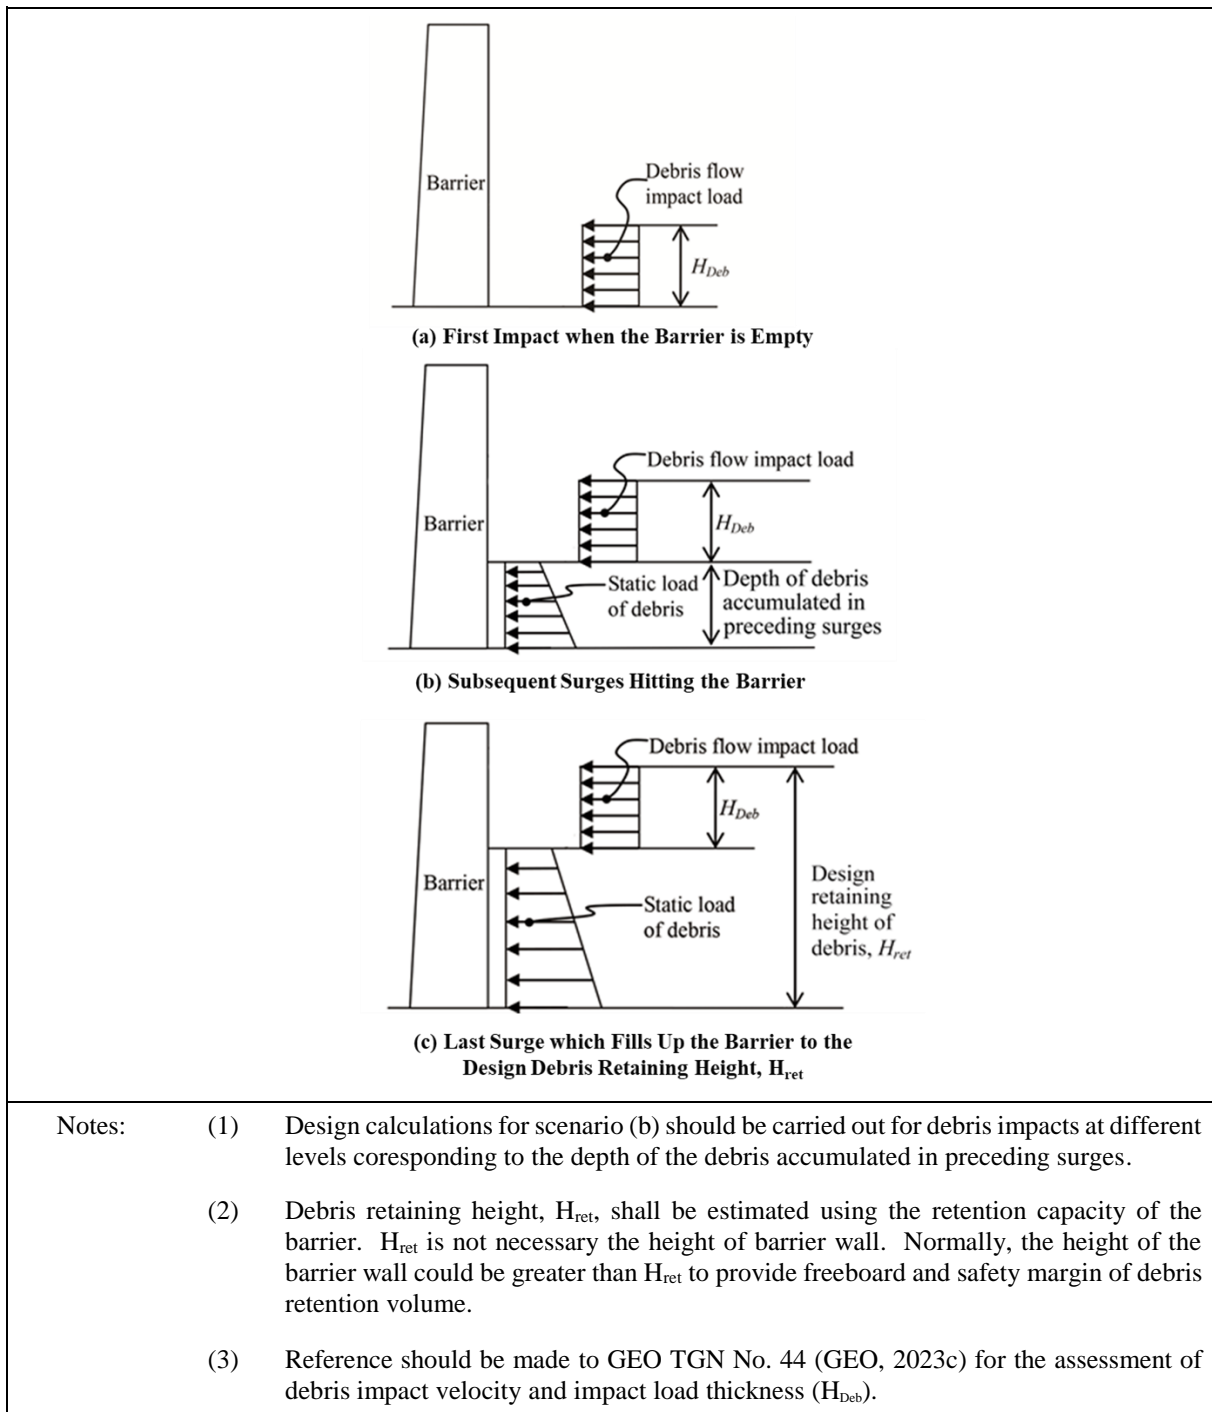 Debris flow
impact load
Barrier
H_Deb
(a) First Impact when the Barrier is Empty
Debris flow impact load
Barrier
H_Deb
Static load
of debris
Depth of debris
accumulated in
preceding surges
(b) Subsequent Surges Hitting the Barrier
Debris flow impact load
H_Deb
Barrier
Static load
of debris
Design
retaining
height of
debris, H_ret
(c) Last Surge which Fills Up the Barrier to the
Design Debris Retaining Height, H_ret
Notes: (1) Design calculations for scenario (b) should be carried out for debris impacts at different
levels coresponding to the depth of the debris accumulated in preceding surges.
(2) Debris retaining height, H_ret, shall be estimated using the retention capacity of the
barrier. H_ret is not necessary the height of barrier wall. Normally, the height of the
barrier wall could be greater than H_ret to provide freeboard and safety margin of debris
retention volume.
(3) Reference should be made to GEO TGN No. 44 (GEO, 2023c) for the assessment of
debris impact velocity and impact load thickness (H_Deb).